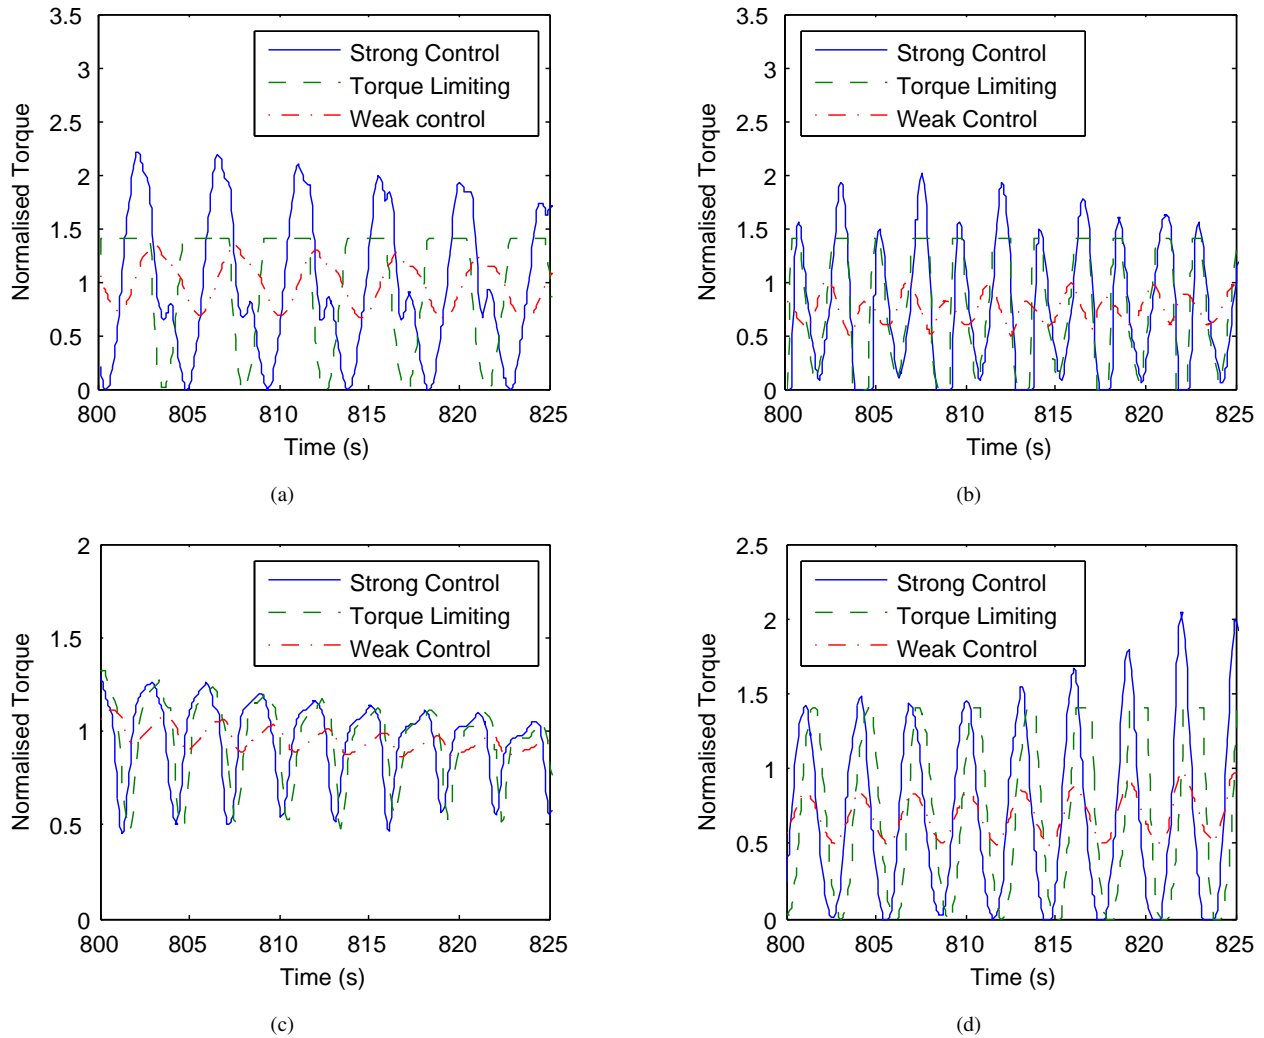 3.5
3
2.5
2
1.5
1
0.5
0
Normalised Torque
Strong Control
Torque Limiting
Weak control
800 805 810 815 820 825
Time (s)
(a)
3.5
3
2.5
2
1.5
1
0.5
0
Normalised Torque
Strong Control
Torque Limiting
Weak Control
800 805 810 815 820 825
Time (s)
(b)
2
1.5
1
0.5
0
Normalised Torque
Strong Control
Torque Limiting
Weak Control
800 805 810 815 820 825
Time (s)
(c)
2.5
2
1.5
1
0.5
0
Normalised Torque
Strong Control
Torque Limiting
Weak Control
800 805 810 815 820 825
Time (s)
(d)